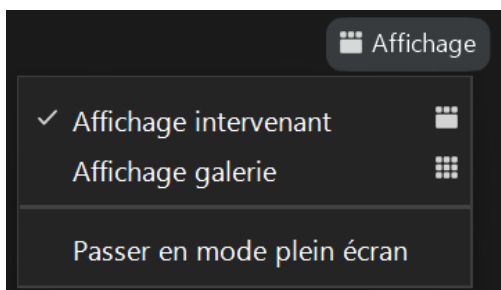 Affichage
Affichage intervenant
Affichage galerie
Passer en mode plein écran